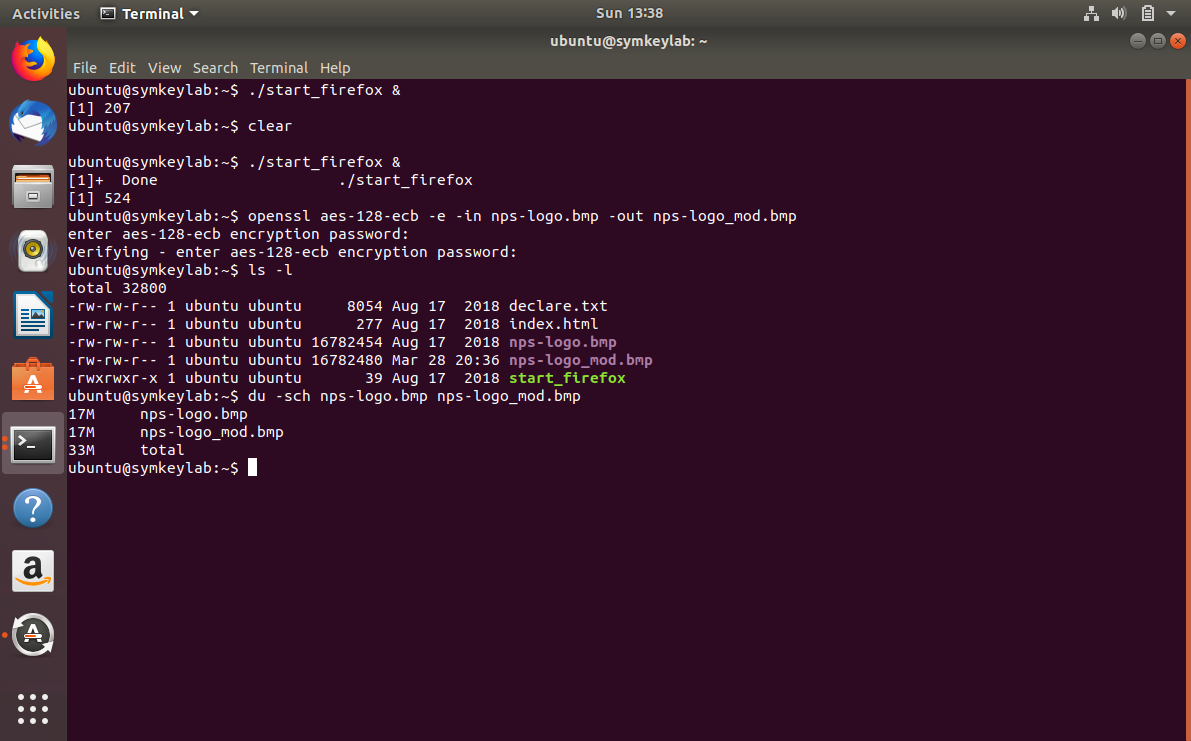 Activities Terminal Sun 13:38
ubuntu@symkeylab: ~
File Edit View Search Terminal Help
ubuntu@symkeylab:~$ ./start_firefox &
[1] 207
ubuntu@symkeylab:~$ clear
ubuntu@symkeylab:~$ ./start_firefox &
[1]+  Done                    ./start_firefox
[1] 524
ubuntu@symkeylab:~$ openssl aes-128-ecb -e -in nps-logo.bmp -out nps-logo_mod.bmp
enter aes-128-ecb encryption password:
Verifying - enter aes-128-ecb encryption password:
ubuntu@symkeylab:~$ ls -l
total 32800
-rw-rw-r-- 1 ubuntu ubuntu     8054 Aug 17  2018 declare.txt
-rw-rw-r-- 1 ubuntu ubuntu      277 Aug 17  2018 index.html
-rw-rw-r-- 1 ubuntu ubuntu 16782454 Aug 17  2018 nps-logo.bmp
-rw-rw-r-- 1 ubuntu ubuntu 16782480 Mar 28 20:36 nps-logo_mod.bmp
-rwxrwxr-x 1 ubuntu ubuntu       39 Aug 17  2018 start_firefox
ubuntu@symkeylab:~$ du -sch nps-logo.bmp nps-logo_mod.bmp
17M     nps-logo.bmp
17M     nps-logo_mod.bmp
33M     total
ubuntu@symkeylab:~$